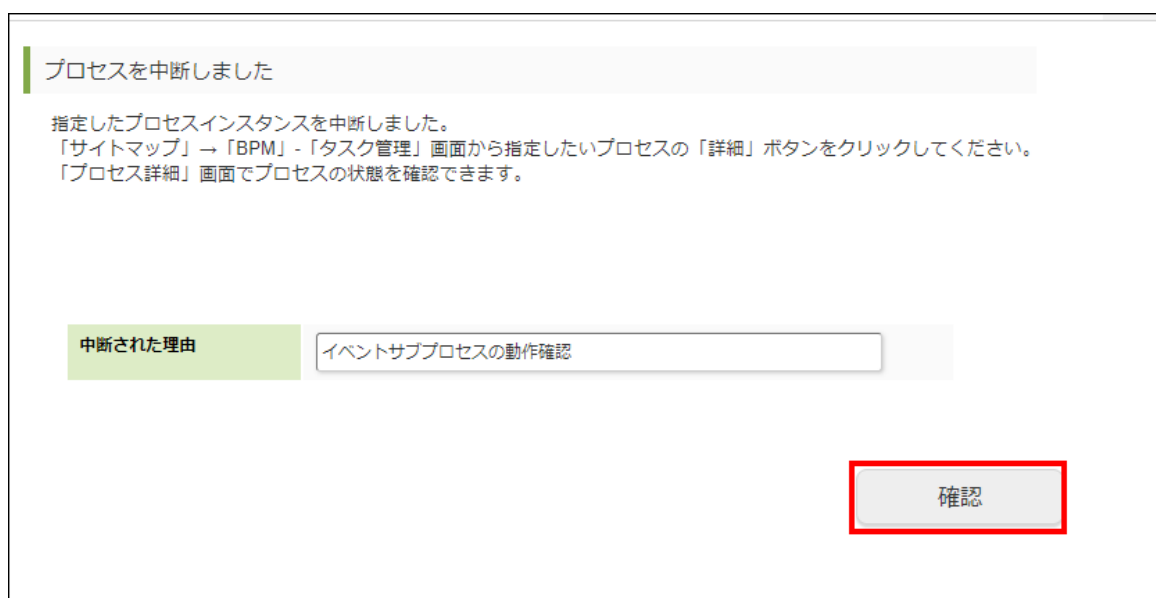 プロセスを中断しました
指定したプロセスインスタンスを中断しました。
「サイトマップ」→「BPM」-「タスク管理」画面から指定したいプロセスの「詳細」ボタンをクリックしてください。
「プロセス詳細」画面でプロセスの状態を確認できます。
中断された理由
イベントサブプロセスの動作確認
確認